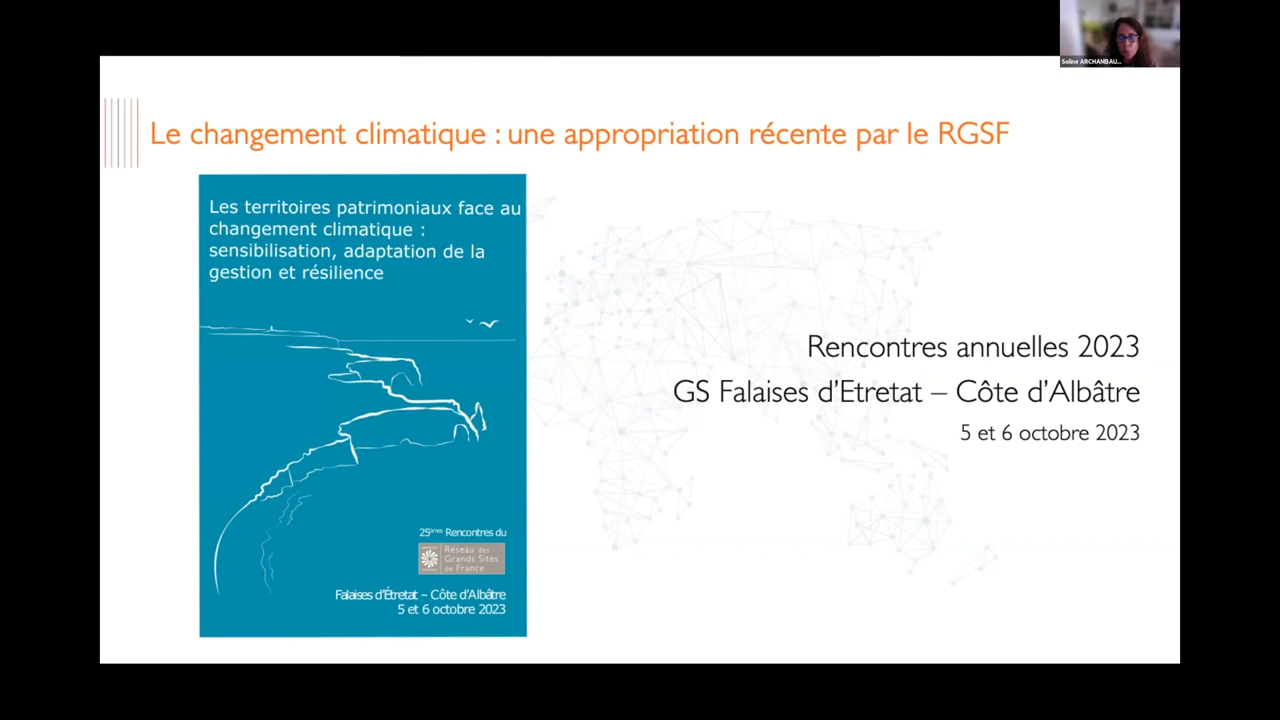 Soline ARCHAMBAU...
Le changement climatique : une appropriation récente par le RGSF
Les territoires patrimoniaux face au
changement climatique :
sensibilisation, adaptation de la
gestion et résilience
25èmes Rencontres du
Réseau des
Grands Sites
de France
Falaises d'Étretat – Côte d'Albâtre
5 et 6 octobre 2023
Rencontres annuelles 2023
GS Falaises d'Etretat – Côte d'Albâtre
5 et 6 octobre 2023